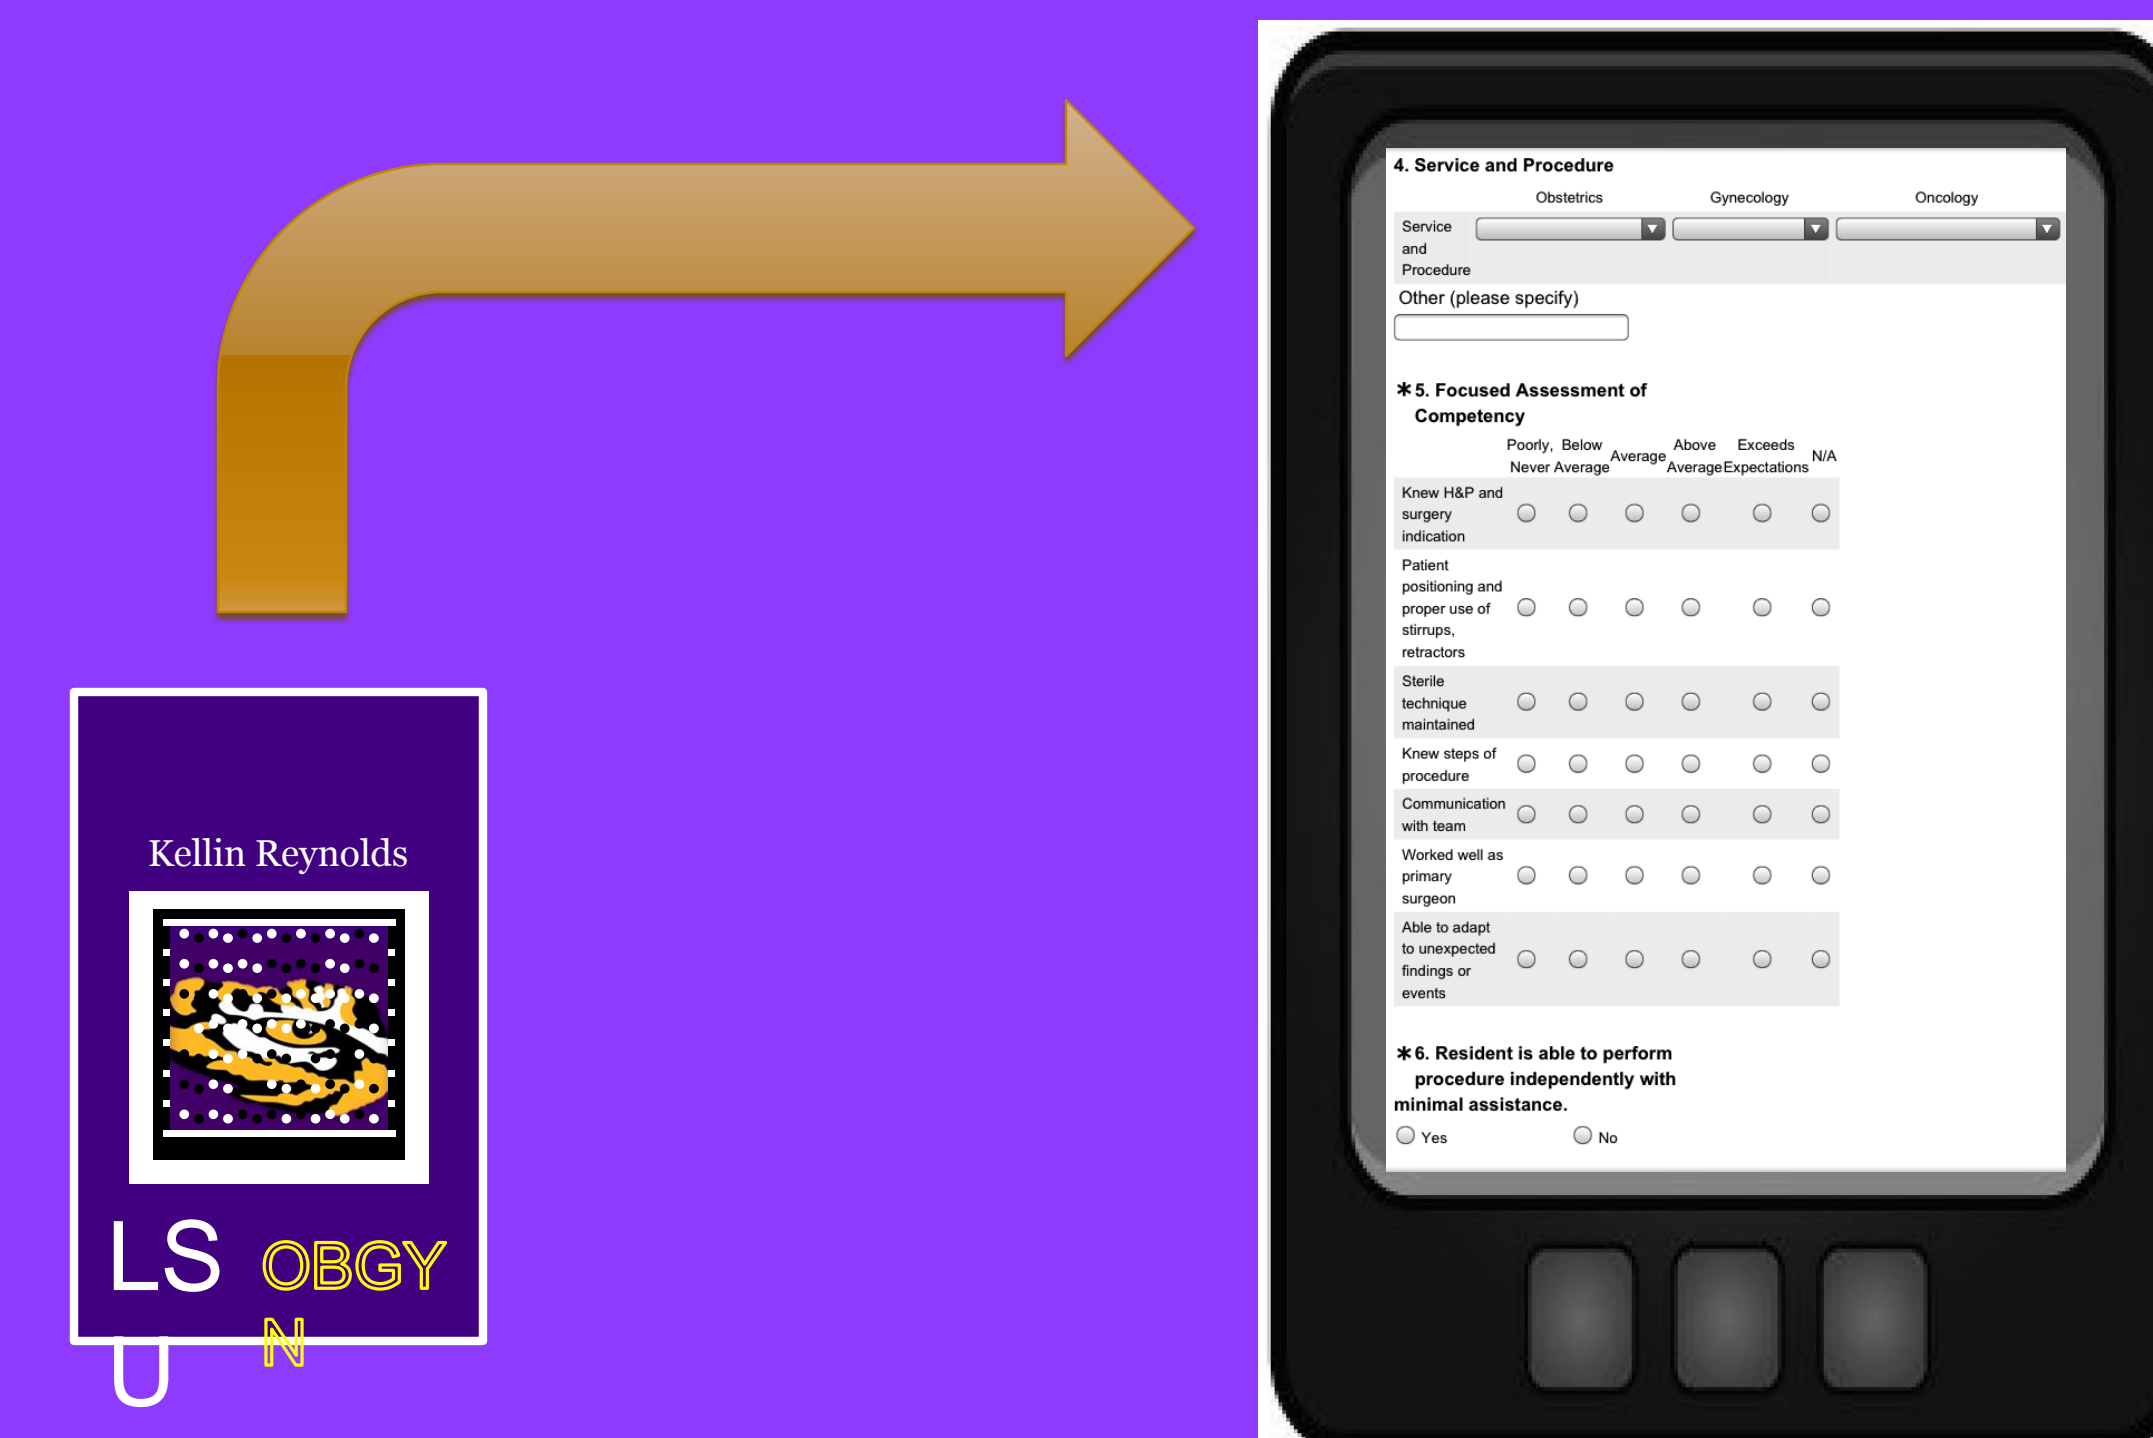 Kellin Reynolds
LS
U
OBGY
N
4. Service and Procedure
Obstetrics Gynecology Oncology
Service
and
Procedure
Other (please specify)
*5. Focused Assessment of
Competency
Poorly, Below Average Above Exceeds N/A
Never Average Average Expectations
Knew H&P and
surgery
indication
Patient
positioning and
proper use of
stirrups,
retractors
Sterile
technique
maintained
Knew steps of
procedure
Communication
with team
Worked well as
primary
surgeon
Able to adapt
to unexpected
findings or
events
*6. Resident is able to perform
procedure independently with
minimal assistance.
Yes No